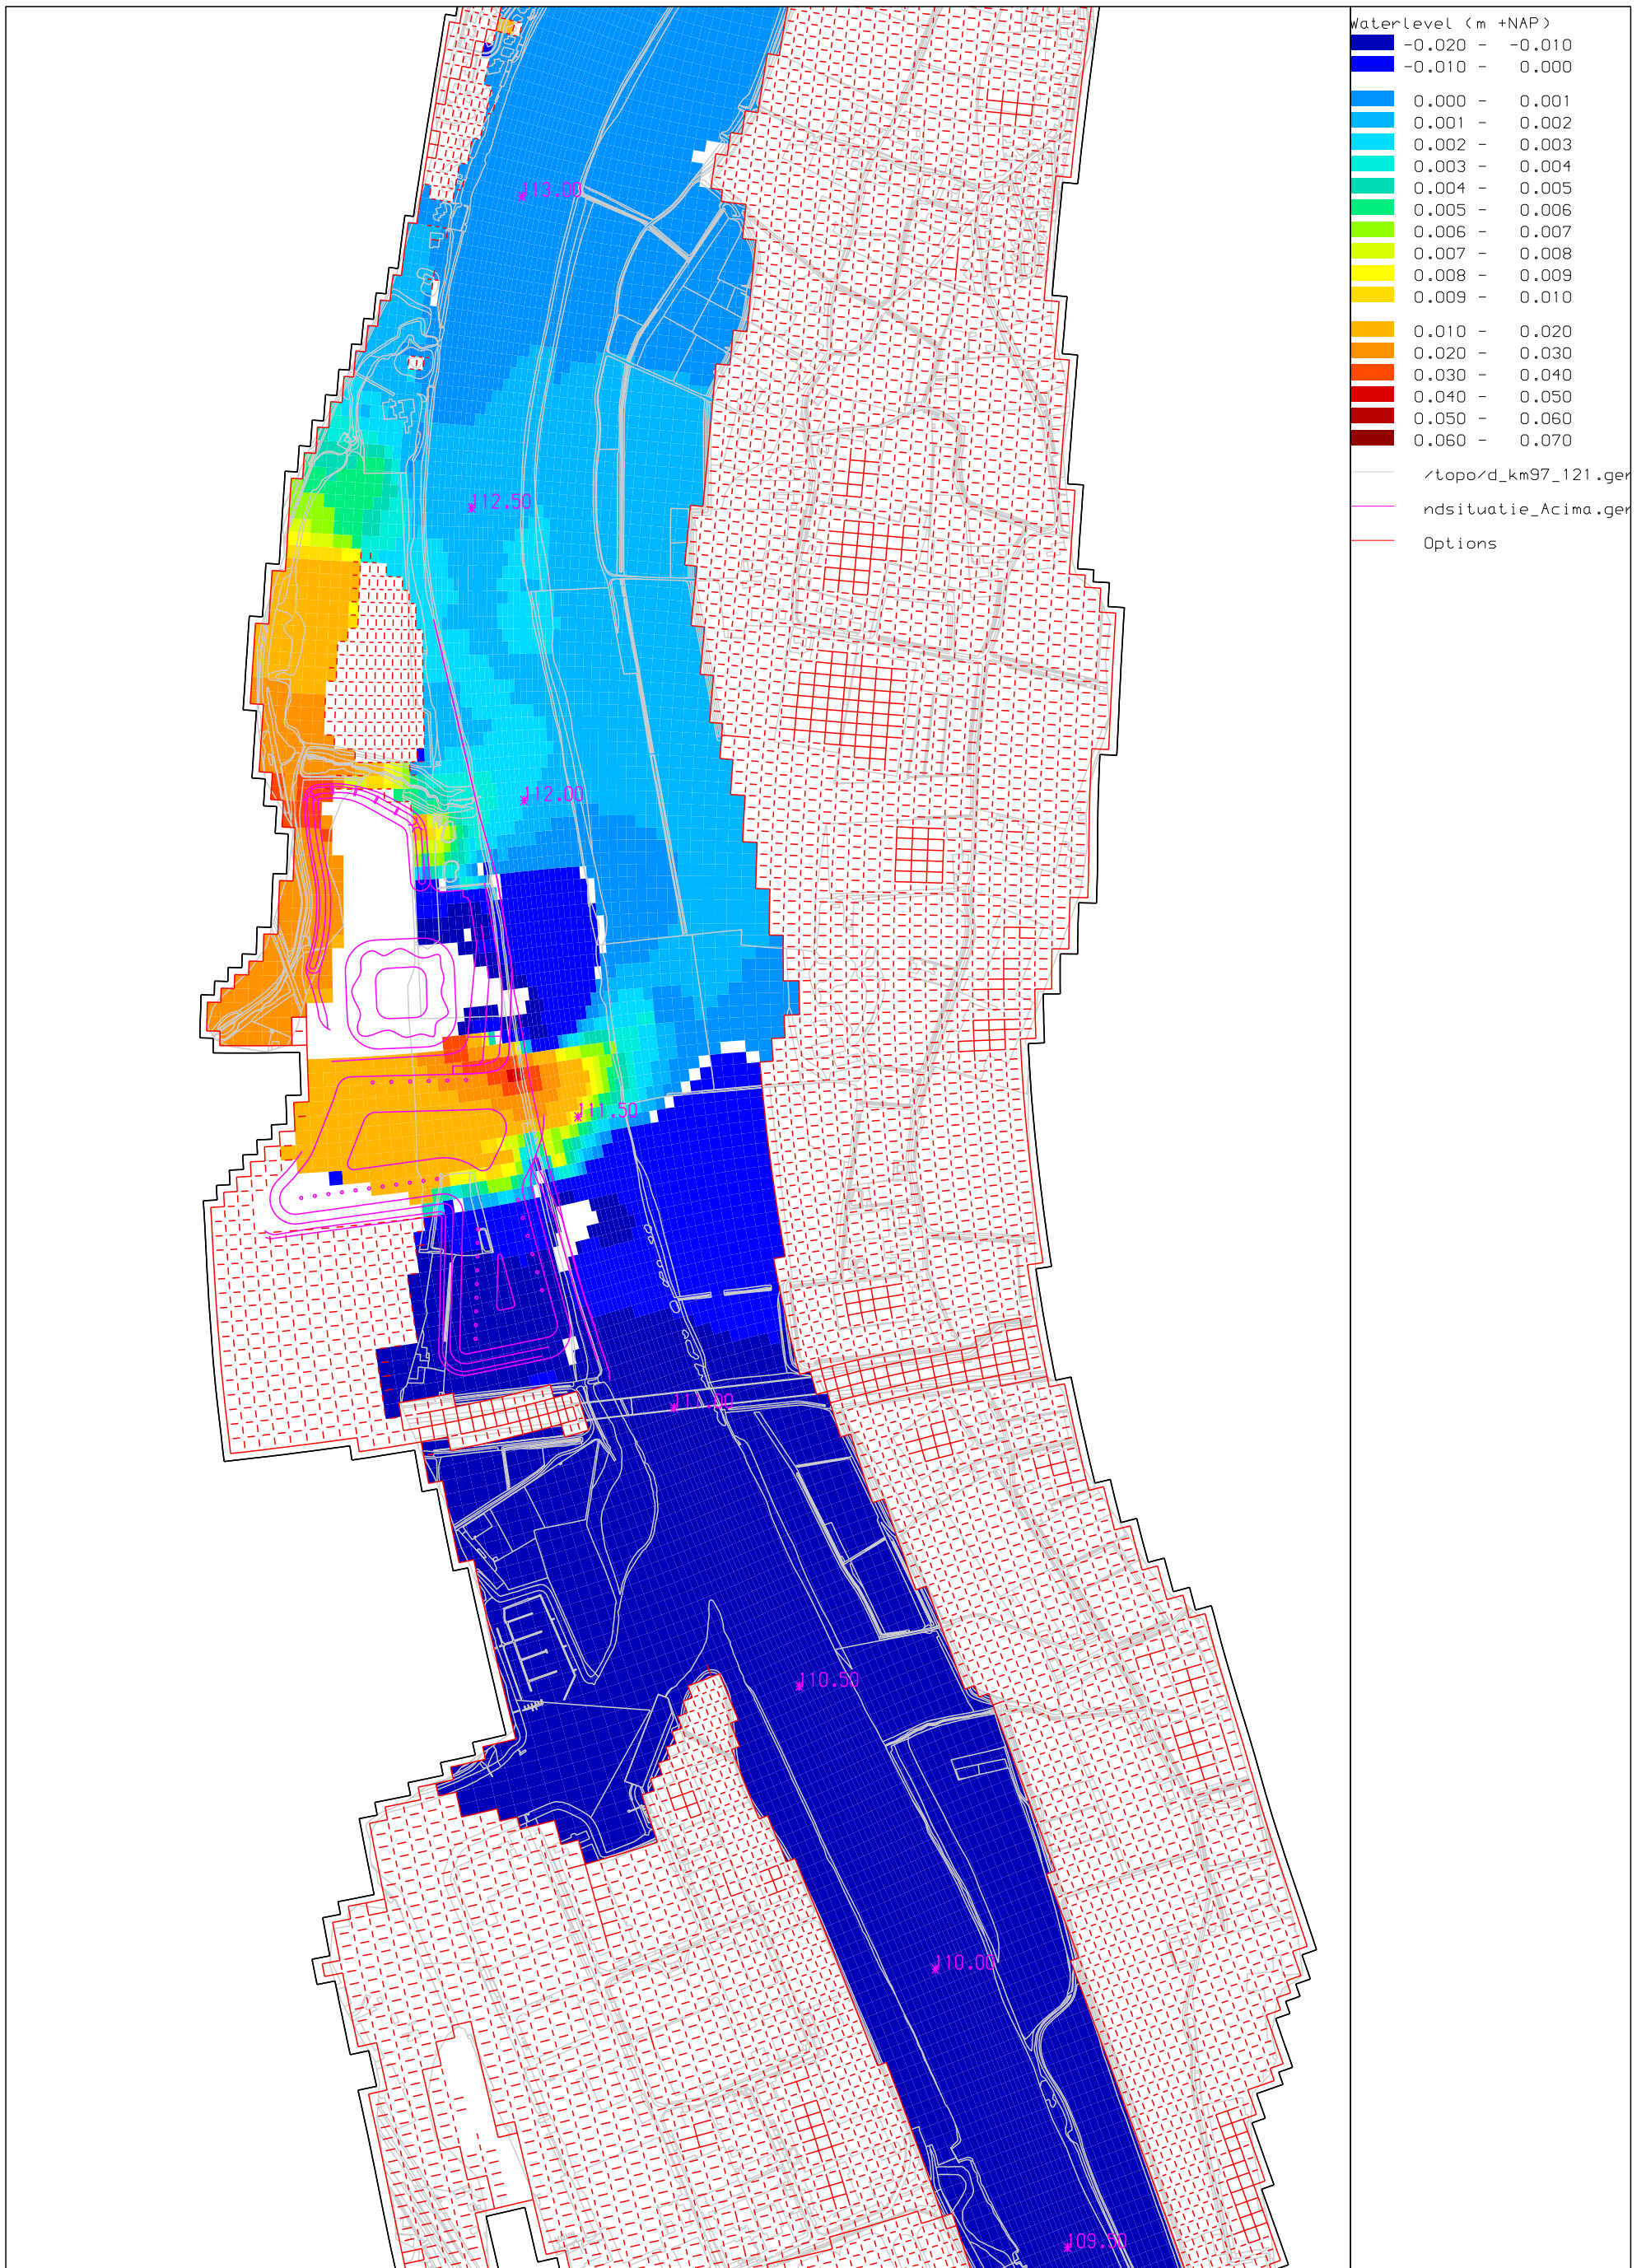 Waterlevel (m +NAP)
-0.020 - -0.010
-0.010 - 0.000
0.000 - 0.001
0.001 - 0.002
0.002 - 0.003
0.003 - 0.004
0.004 - 0.005
0.005 - 0.006
0.006 - 0.007
0.007 - 0.008
0.008 - 0.009
0.009 - 0.010
0.010 - 0.020
0.020 - 0.030
0.030 - 0.040
0.040 - 0.050
0.050 - 0.060
0.060 - 0.070
/topo/d_km97_121.ger
ndsituatie_Acima.ger
Options
113.00
112.50
112.00
111.50
111.00
110.50
110.00
109.50